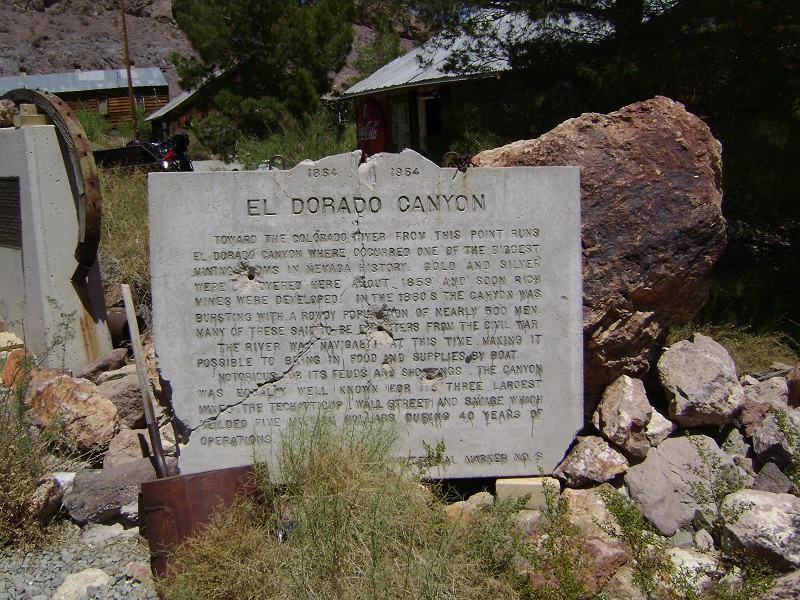 1864 1964
EL DORADO CANYON
TOWARD THE COLORADO RIVER FROM THIS POINT RUNS
EL DORADO CANYON WHERE OCCURRED ONE OF THE BIGGEST
MINING BOOMS IN NEVADA HISTORY. GOLD AND SILVER
WERE HERE ABOUT 1859 AND SOON RICH
MINES WERE DEVELOPED. IN THE 1860'S THE CANYON WAS
BURSTING WITH A ROWDY POPULATION OF NEARLY 500 MEN.
MANY OF THESE SAID TO BE FROM THE CIVIL WAR.
THE RIVER WAS AT THIS TIME, MAKING IT
POSSIBLE TO BEING IN FOOD AND SUPPLIES BY BOAT.
NOTORIOUS FOR ITS FEUDS AND SHOOTINGS THE CANYON
WAS EQUALLY WELL KNOWN FOR ITS THREE LARGEST
MINES, THE TECHATTICUP, WALL STREET AND SAVAGE WHICH
YIELDED FIVE MILLION DOLLARS DURING 40 YEARS OF
OPERATIONS
MARKER NO. 6
Coca-Cola